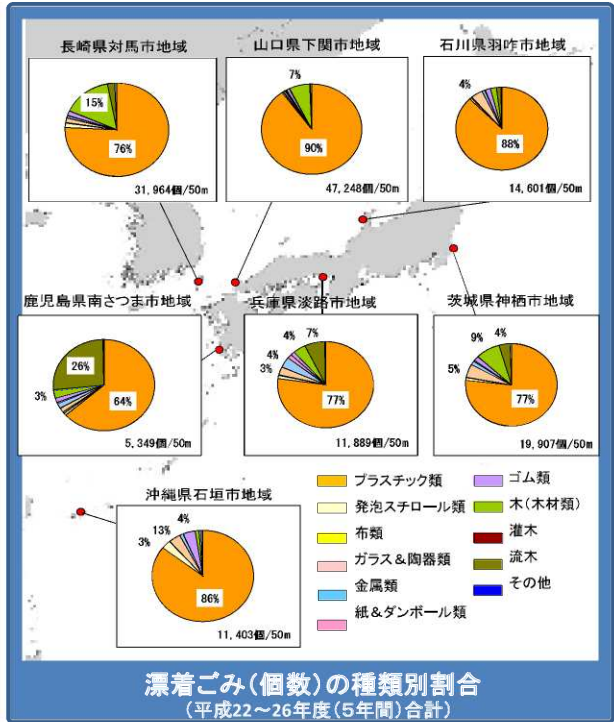 長崎県対馬市地域
15%
76%
31,964個/50m
山口県下関市地域
7%
90%
47,248個/50m
石川県羽咋市地域
4%
88%
14,601個/50m
鹿児島県南さつま市地域
26%
3%
64%
5,349個/50m
兵庫県淡路市地域
4%
7%
4%
3%
77%
11,889個/50m
茨城県神栖市地域
9%
4%
5%
77%
19,907個/50m
沖縄県石垣市地域
13%
4%
3%
86%
11,403個/50m
プラスチック類
発泡スチロール類
布類
ガラス&陶器類
金属類
紙&ダンボール類
ゴム類
木(木材類)
灌木
流木
その他
漂着ごみ(個数)の種類別割合
(平成22~26年度(5年間)合計)